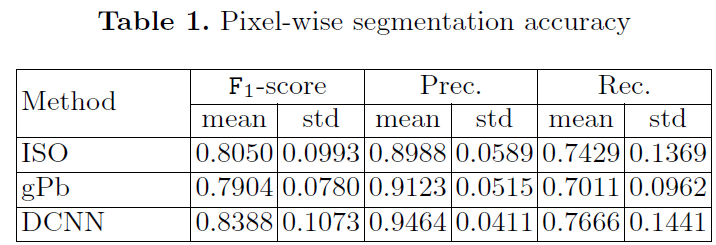 Table 1. Pixel-wise segmentation accuracy
Method F₁-score Prec. Rec.
mean std mean std mean std
ISO 0.8050 0.0993 0.8988 0.0589 0.7429 0.1369
gPb 0.7904 0.0780 0.9123 0.0515 0.7011 0.0962
DCNN 0.8388 0.1073 0.9464 0.0411 0.7666 0.1441